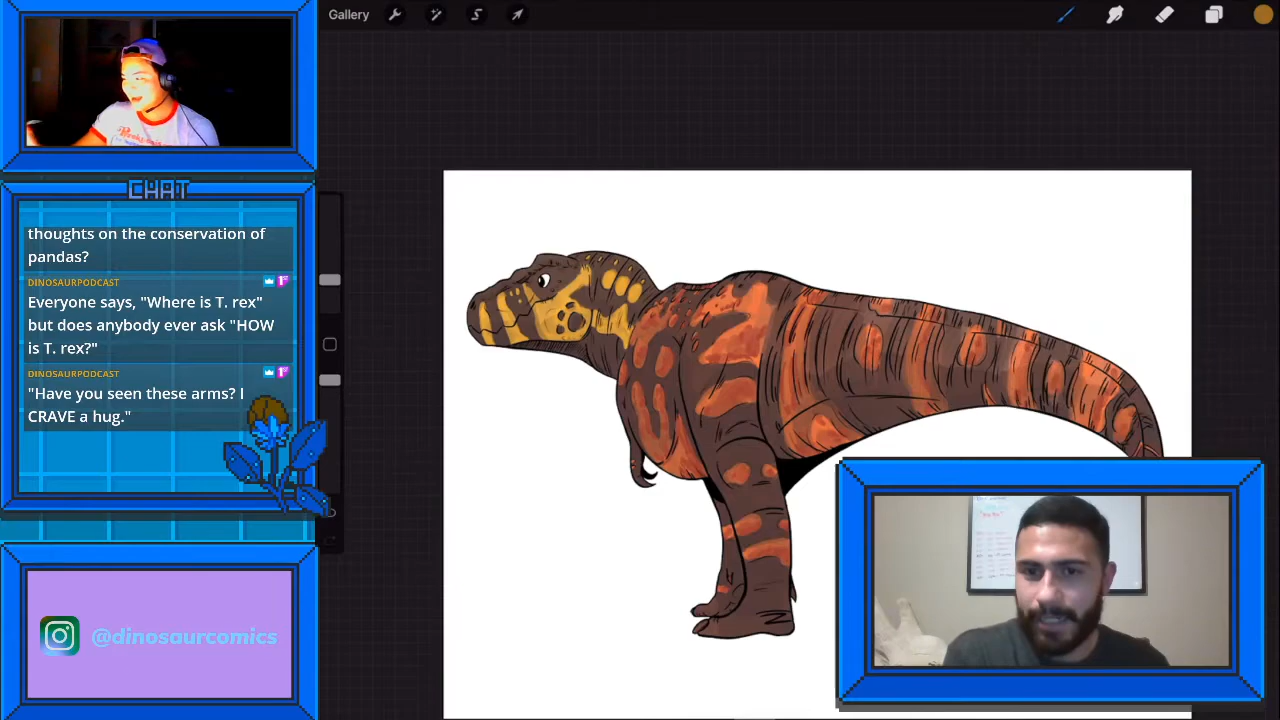 Gallery
CHAT
thoughts on the conservation of
pandas?
DINOSAURPODCAST
Everyone says, "Where is T. rex"
but does anybody ever ask "HOW
is T. rex?"
DINOSAURPODCAST
"Have you seen these arms? I
CRAVE a hug."
@dinosaurcomics